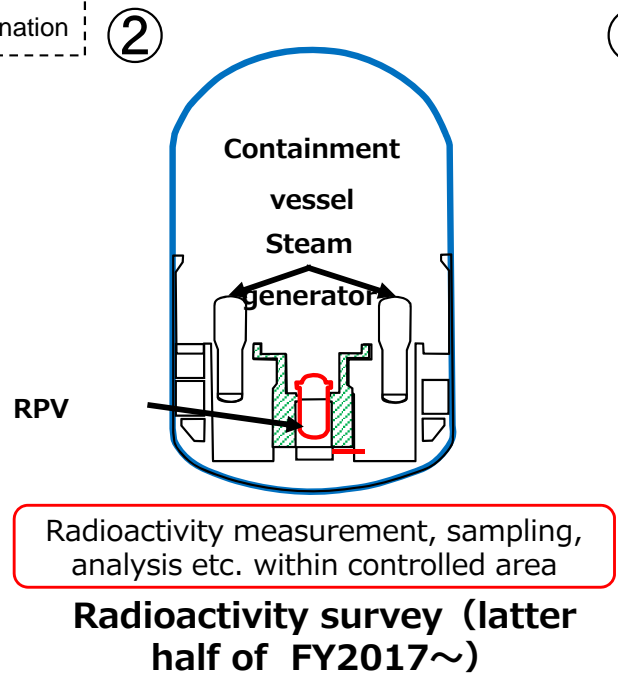 nation
②
Containment
vessel
Steam
generator
RPV
Radioactivity measurement, sampling,
analysis etc. within controlled area
Radioactivity survey（latter
half of FY2017～）